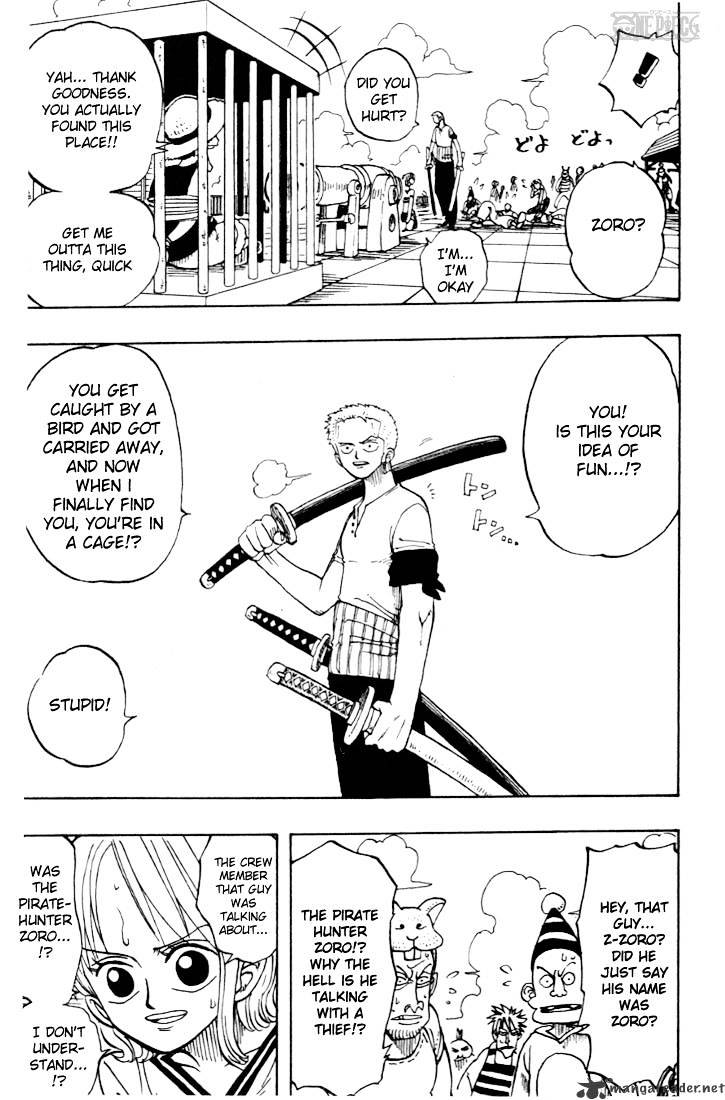 ONE PIECE
!
ZORO?
どよ どよっ
DID YOU
GET
HURT?
I'M...
I'M
OKAY
YAH... THANK
GOODNESS.
YOU ACTUALLY
FOUND THIS
PLACE!!
GET ME
OUTTA THIS
THING, QUICK
YOU!
IS THIS YOUR
IDEA OF
FUN...!?
トントン...
YOU GET
CAUGHT BY A
BIRD AND GOT
CARRIED AWAY,
AND NOW
WHEN I
FINALLY FIND
YOU, YOU'RE IN
A CAGE!?
STUPID!
HEY, THAT
GUY...
Z-ZORO?
DID HE
JUST SAY
HIS NAME
WAS
ZORO?
THE PIRATE
HUNTER
ZORO!?
WHY THE
HELL IS HE
TALKING
WITH A
THIEF!?
THE CREW
MEMBER
THAT GUY
WAS
TALKING
ABOUT...
WAS
THE
PIRATE-
HUNTER
ZORO...
!?
I DON'T
UNDER-
STAND...
!?
mangareader.net